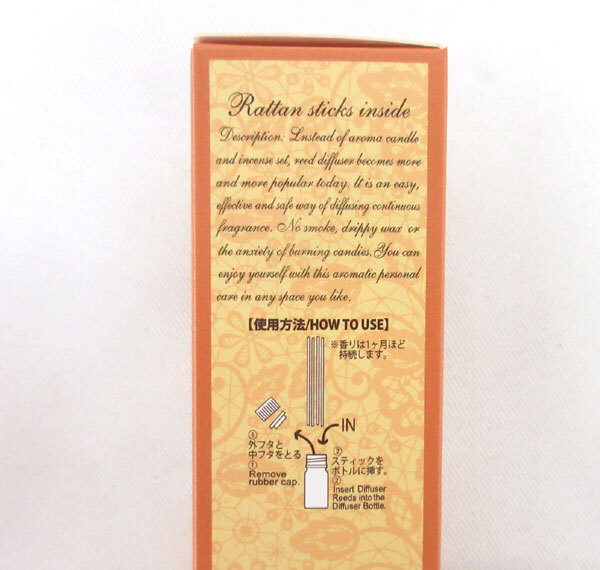 Rattan sticks inside
Description: Lnstead of aroma candle
and incense set, reed diffuser becomes more
and more popular today. It is an easy,
effective and safe way of diffusing continuous
fragrance. No smoke, drippy wax or
the anxiety of burning candies. You can
enjoy yourself with this aromatic personal
care in any space you like.
【使用方法/HOW TO USE】
※香りは1ヶ月ほど
持続します。
IN
①
外フタと
中フタをとる
①
Remove
rubber cap.
②
スティックを
ボトルに挿す。
②
Insert Diffuser
Reeds into the
Diffuser Bottle.